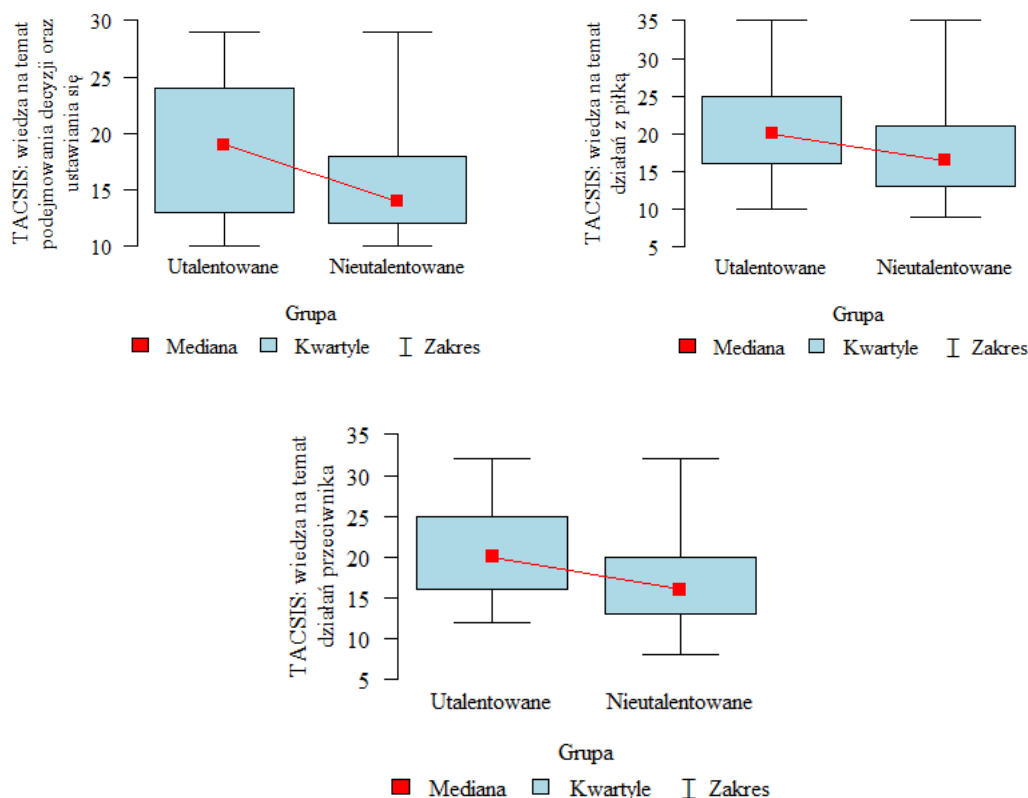 TACSIS: wiedza na temat
podejmowania decyzji oraz
ustawiania się
30
25
20
15
10
Utalentowane Nieutalentowane
Grupa
Mediana Kwartyle Zakres
TACSIS: wiedza na temat
działań z piłką
35
30
25
20
15
10
5
Utalentowane Nieutalentowane
Grupa
Mediana Kwartyle Zakres
TACSIS: wiedza na temat
działań przeciwnika
35
30
25
20
15
10
5
Utalentowane Nieutalentowane
Grupa
Mediana Kwartyle Zakres